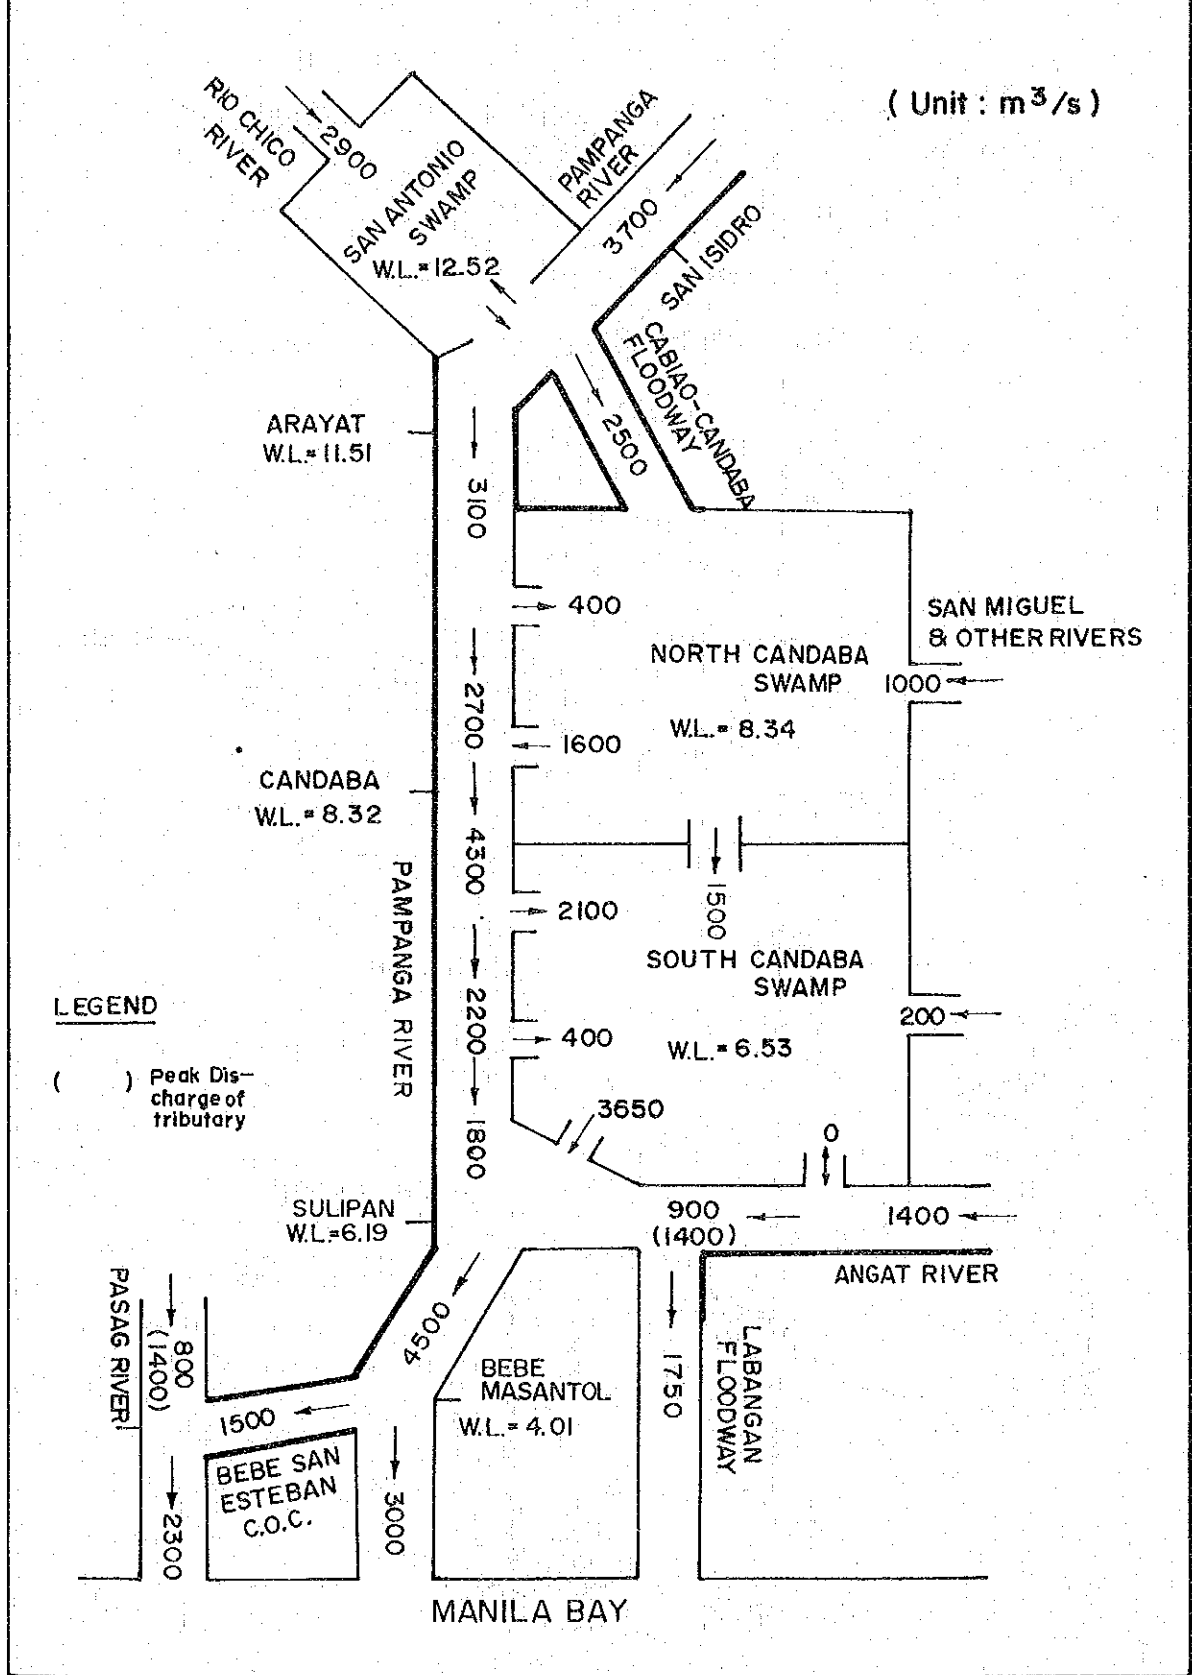 ( Unit : m³/s )
RIO CHICO
RIVER
2900
SAN ANTONIO
SWAMP
W.L.=12.52
PAMPANGA
RIVER
3700
SAN ISIDRO
CABIAO-CANDABA
FLOODWAY
2500
ARAYAT
W.L.=11.51
3100
400
SAN MIGUEL
& OTHER RIVERS
NORTH CANDABA
SWAMP
1000
2700
W.L.=8.34
1600
CANDABA
W.L.=8.32
4300
1500
2100
PAMPANGA RIVER
SOUTH CANDABA
SWAMP
2200
200
400
W.L.=6.53
LEGEND
( ) Peak Dis-
charge of
tributary
3650
1800
0
SULIPAN
W.L.=6.19
900
(1400)
1400
ANGAT RIVER
PASAG RIVER
800
(1400)
4500
BEBE
MASANTOL
W.L.=4.01
1750
LABANGAN
FLOODWAY
1500
BEBE SAN
ESTEBAN
C.O.C.
2300
3000
MANILA BAY